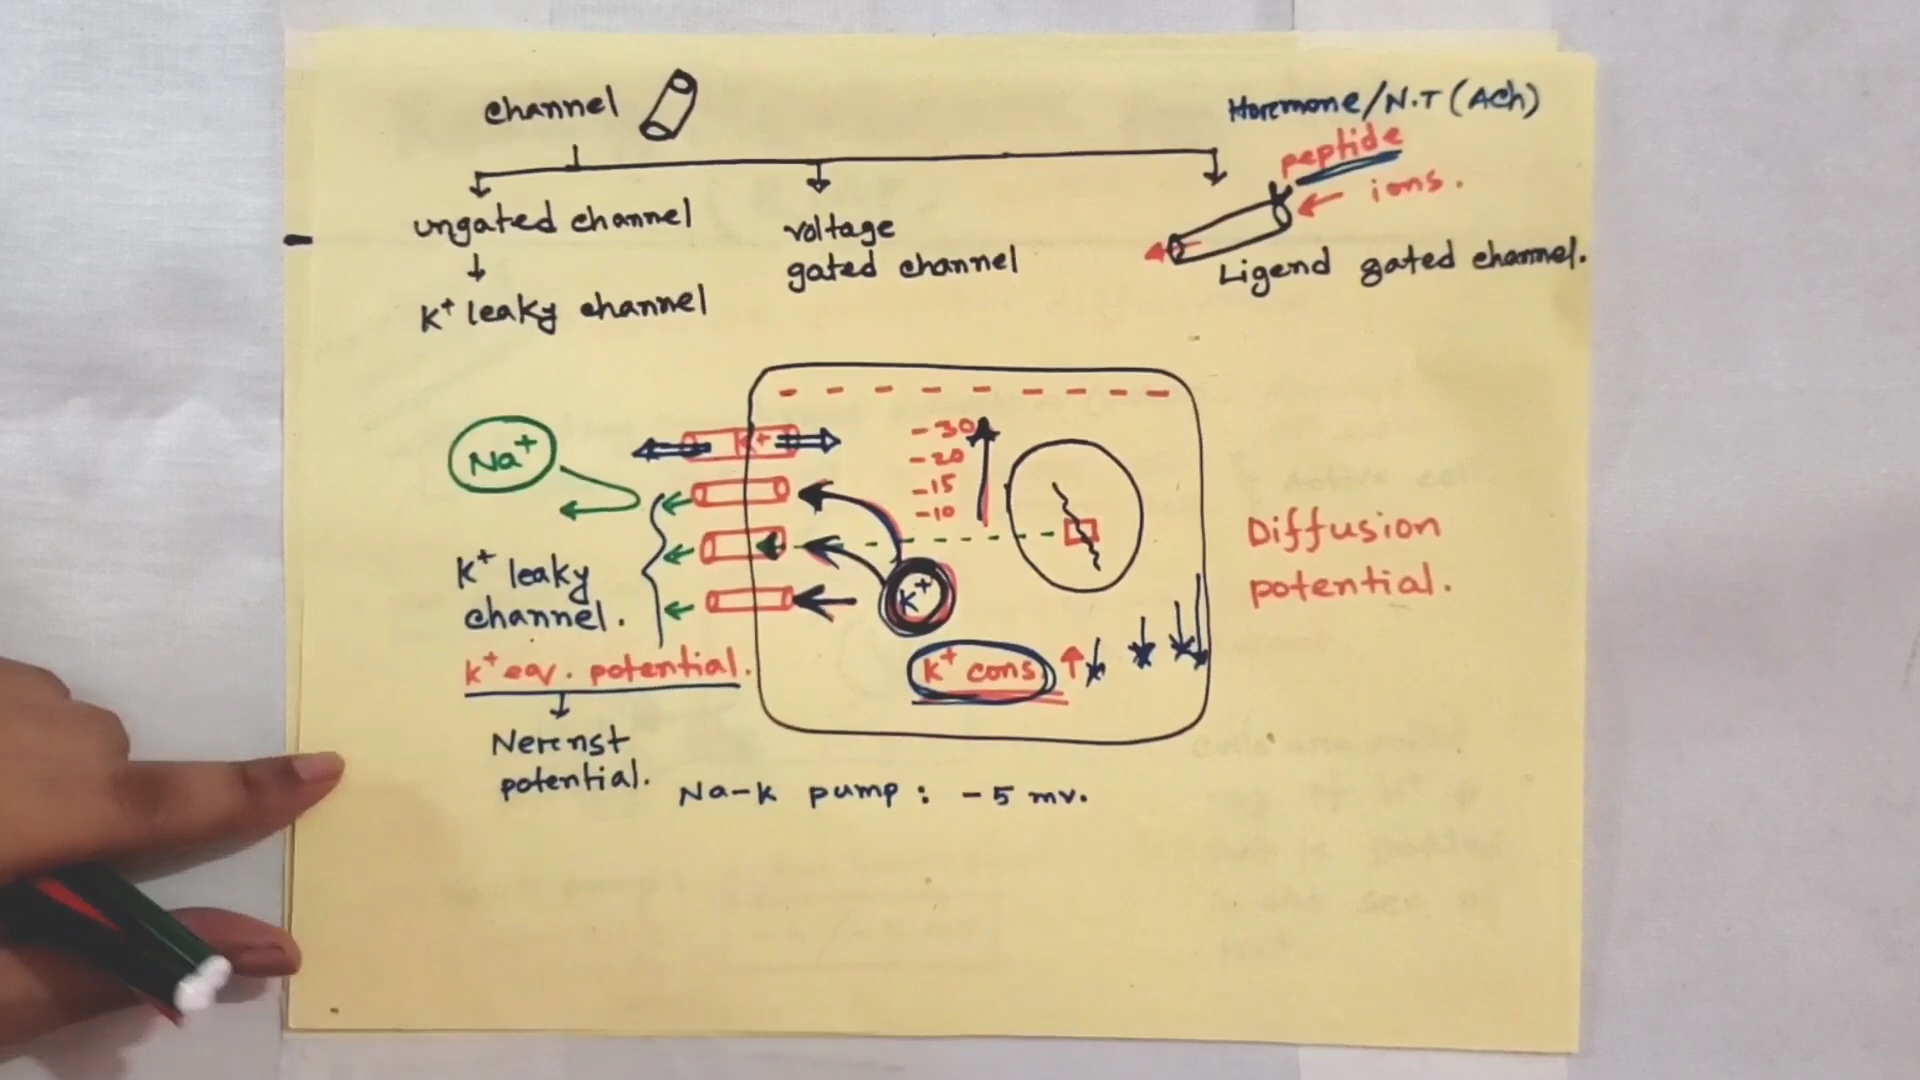 channel
Hormone/N.T (ACh)
peptide
ions.
ungated channel
K+ leaky channel
voltage
gated channel
Ligend gated channel.
Na+
K+
-30
-20
-15
-10
K+
K+ leaky
channel.
K+ eqv. potential.
Nernst
potential.
K+ cons.
Diffusion
potential.
Na-K pump : -5 mv.